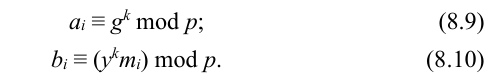 aᵢ ≡ gᵏ mod p; (8.9)
bᵢ ≡ (yᵏmᵢ) mod p. (8.10)